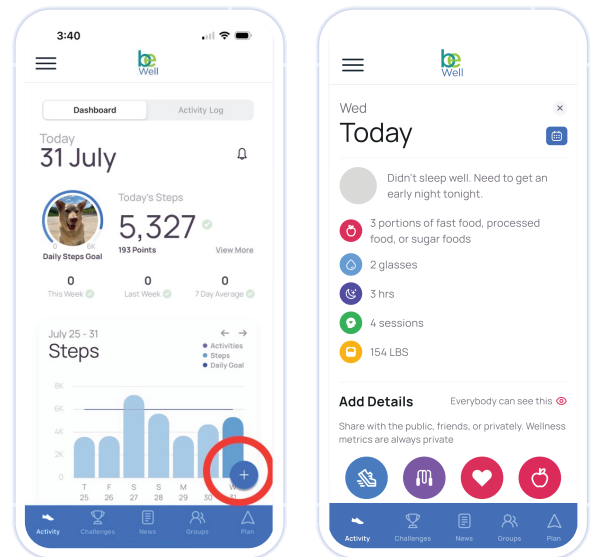 3:40
be
Well
Dashboard
Activity Log
Today
31 July
Today's Steps
5,327
0
6K
Daily Steps Goal
193 Points
View More
0
This Week
0
Last Week
0
7 Day Average
July 25 - 31
Steps
Activities
Steps
Daily Goal
8K
6K
4K
2K
0
T F S S M W
25 26 27 28 29 30 31
+
Activity
Challenges
News
Groups
Plan
be
Well
Wed
Today
Didn't sleep well. Need to get an
early night tonight.
3 portions of fast food, processed
food, or sugar foods
2 glasses
3 hrs
4 sessions
154 LBS
Add Details
Everybody can see this
Share with the public, friends, or privately. Wellness
metrics are always private
Activity
Challenges
News
Groups
Plan